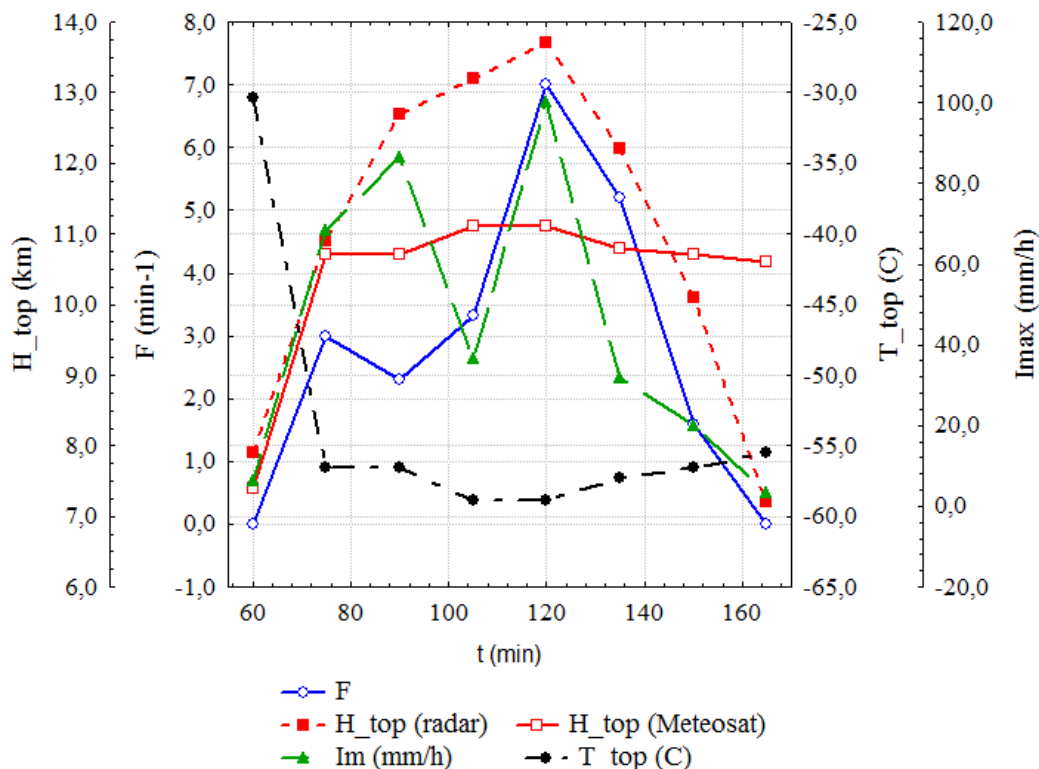 14,0 8,0 -25,0 120,0
13,0 7,0 -30,0 100,0
12,0 6,0 -35,0 80,0
11,0 5,0 -40,0
10,0 4,0 -45,0 60,0
9,0 3,0 -50,0 40,0
8,0 2,0 -55,0 20,0
7,0 1,0 -60,0 0,0
6,0 0,0 -65,0 -20,0
-1,0
H_top (km)
F (min-1)
T_top (C)
Imax (mm/h)
60 80 100 120 140 160
t (min)
F
H_top (radar) H_top (Meteosat)
Im (mm/h) T_top (C)